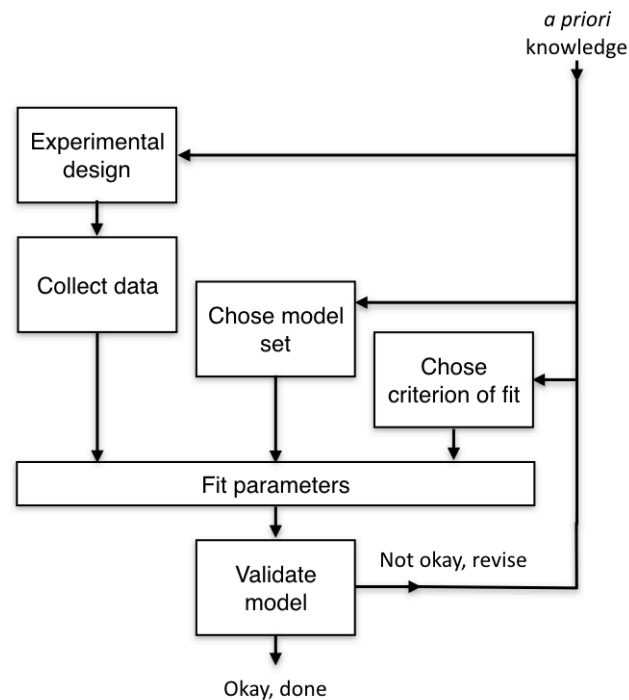 a priori
knowledge
Experimental
design
Collect data
Chose model
set
Chose
criterion of fit
Fit parameters
Validate
model
Not okay, revise
Okay, done